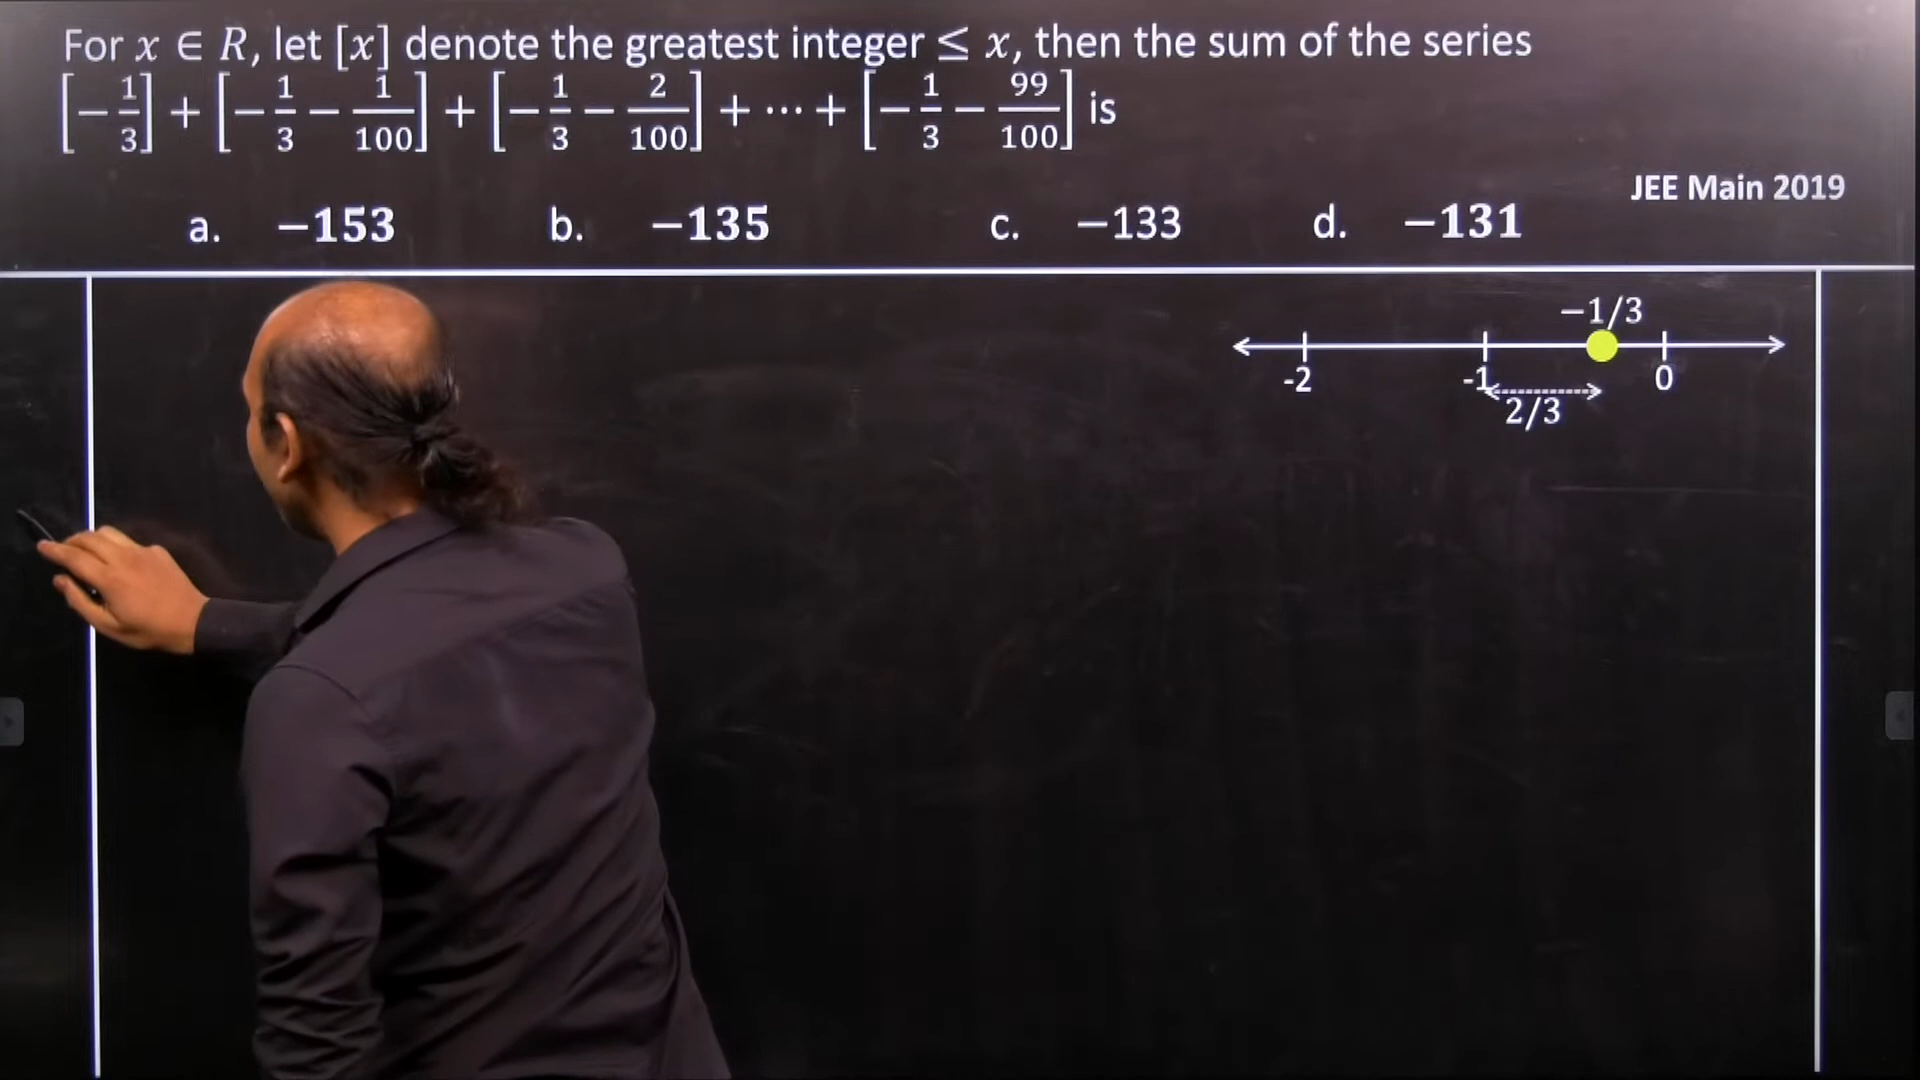 For x ∈ R, let [x] denote the greatest integer ≤ x, then the sum of the series
[−1/3] + [−1/3 − 1/100] + [−1/3 − 2/100] + ⋯ + [−1/3 − 99/100] is
JEE Main 2019
a. −153 b. −135 c. −133 d. −131
−1/3
-2 -1 0
2/3